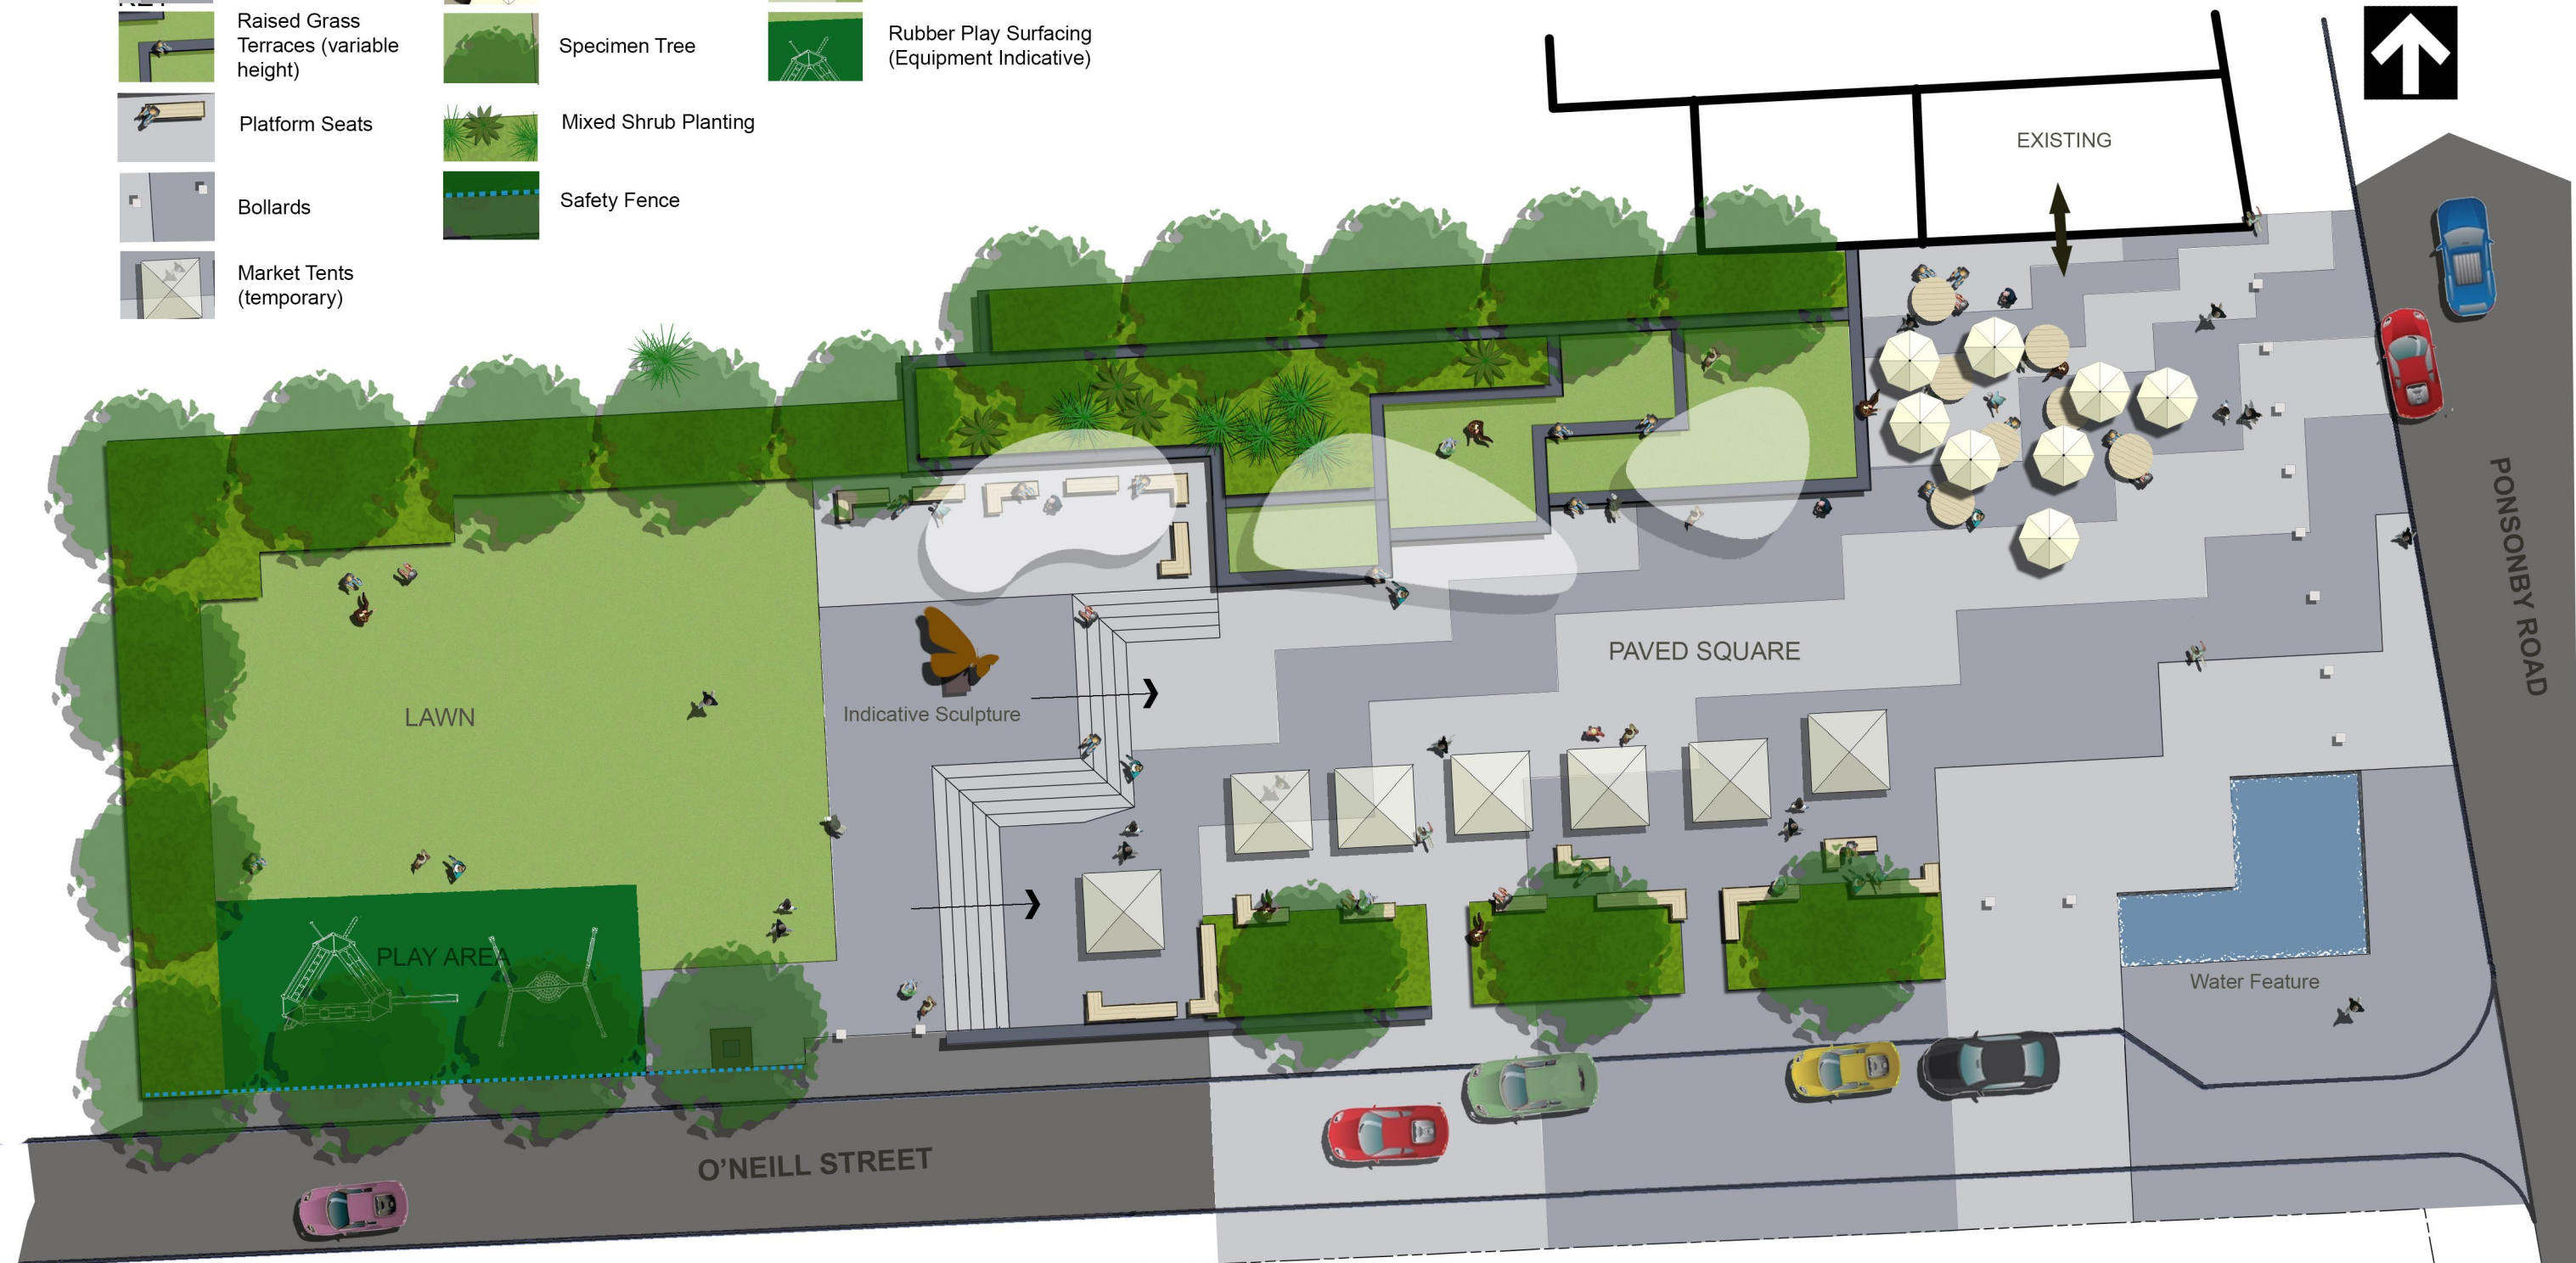 KEY
Raised Grass
Terraces (variable
height)
Platform Seats
Bollards
Market Tents
(temporary)
Specimen Tree
Mixed Shrub Planting
Safety Fence
Rubber Play Surfacing
(Equipment Indicative)
EXISTING
PONSONBY ROAD
PAVED SQUARE
LAWN
Indicative Sculpture
PLAY AREA
Water Feature
O'NEILL STREET